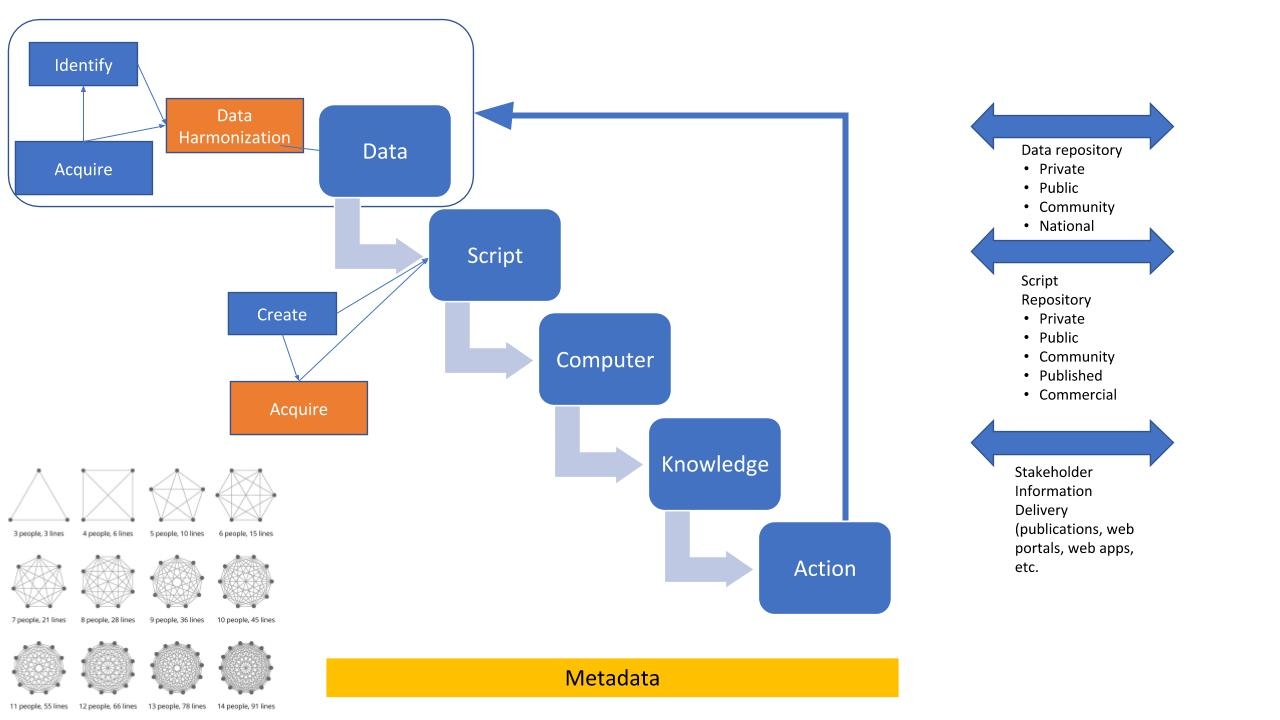 Identify
Data
Harmonization
Acquire
Data
Script
Create
Acquire
Computer
Knowledge
Action
Metadata
Data repository
• Private
• Public
• Community
• National
Script
Repository
• Private
• Public
• Community
• Published
• Commercial
Stakeholder
Information
Delivery
(publications, web
portals, web apps,
etc.
3 people, 3 lines
4 people, 6 lines
5 people, 10 lines
6 people, 15 lines
7 people, 21 lines
8 people, 28 lines
9 people, 36 lines
10 people, 45 lines
11 people, 55 lines
12 people, 66 lines
13 people, 78 lines
14 people, 91 lines